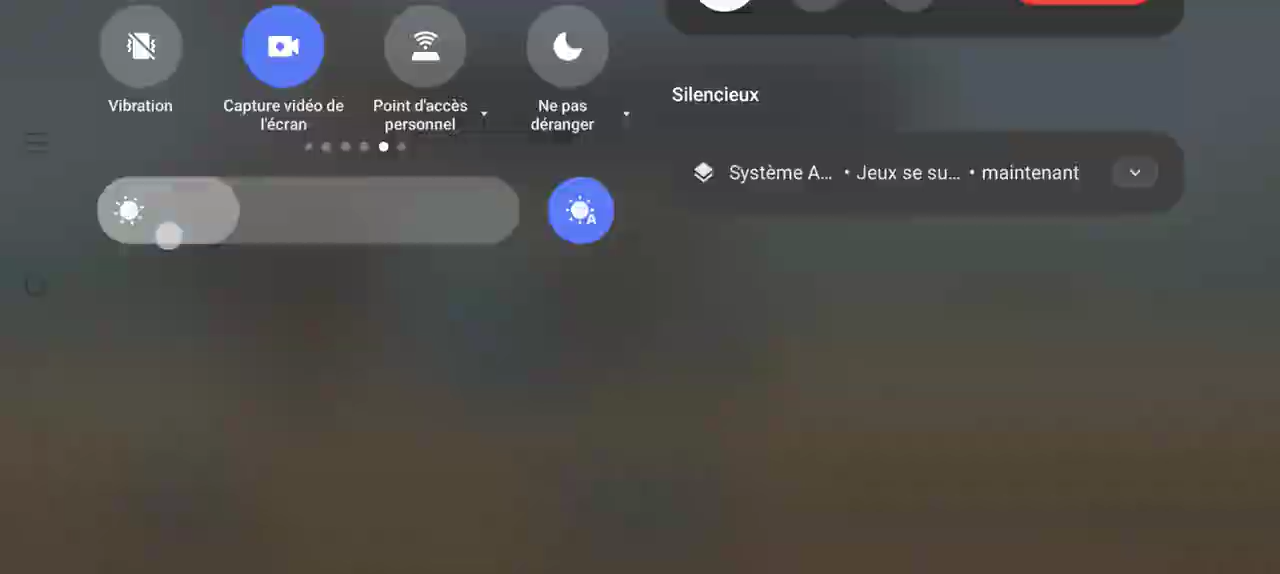 Vibration
Capture vidéo de
l'écran
Point d'accès
personnel
Ne pas
déranger
A
Silencieux
Système A... • Jeux se su... • maintenant